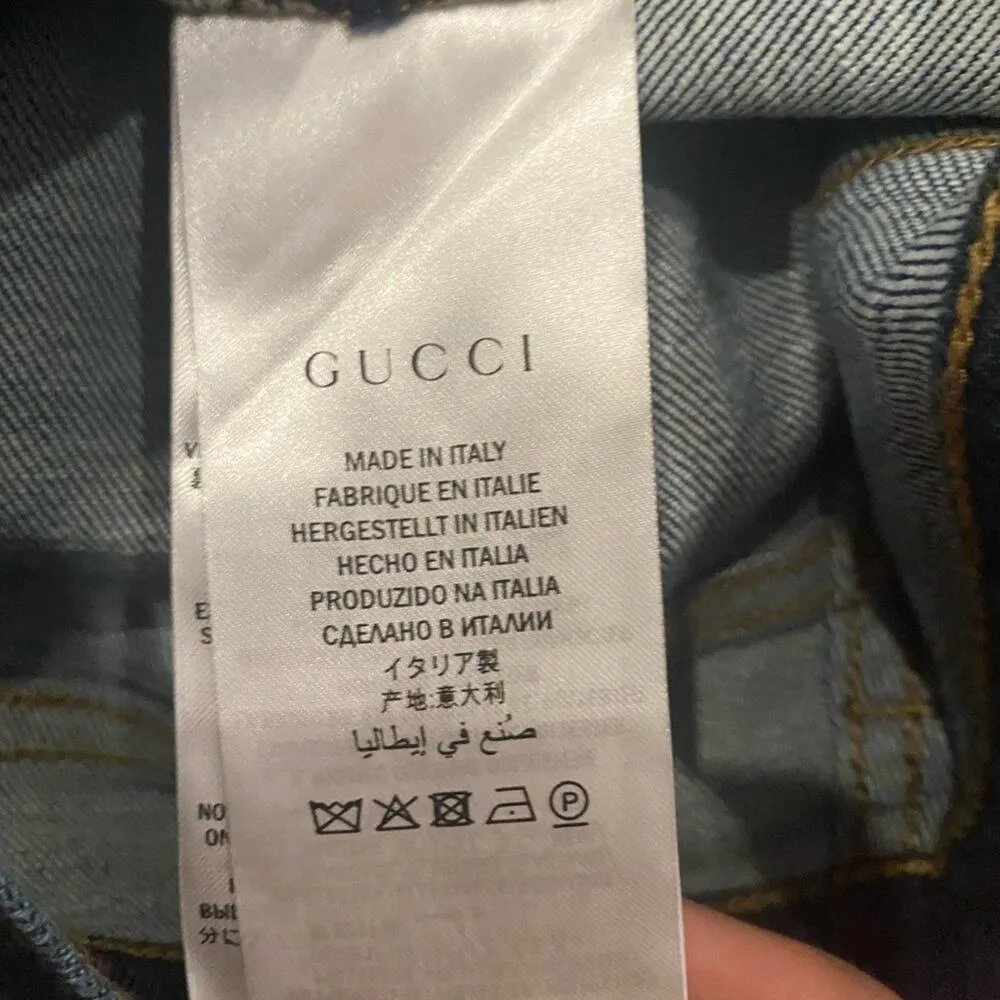 GUCCI
MADE IN ITALY
FABRIQUE EN ITALIE
HERGESTELLT IN ITALIEN
HECHO EN ITALIA
PRODUZIDO NA ITALIA
СДЕЛАНО В ИТАЛИИ
イタリア製
产地:意大利
صُنع في إيطاليا
P
NO